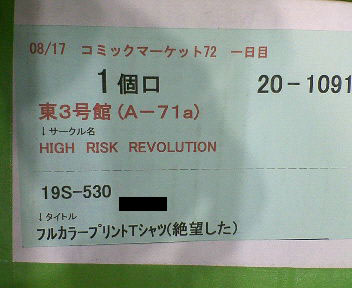 08/17 コミックマーケット72 一日目
1個口 20-1091
東3号館(A-71a)
↓サークル名
HIGH RISK REVOLUTION
19S-530
↓タイトル
フルカラープリントTシャツ(絶望した)